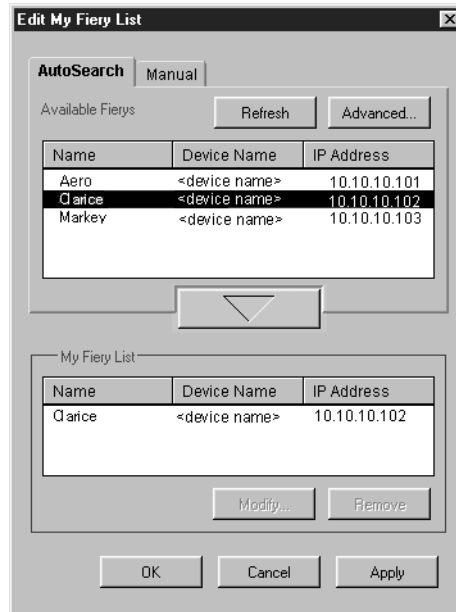 Edit My Fiery List
AutoSearch Manual
Available Fierys Refresh Advanced...
Name Device Name IP Address
Aero <device name> 10.10.10.101
Clarice <device name> 10.10.10.102
Markey <device name> 10.10.10.103
My Fiery List
Name Device Name IP Address
Clarice <device name> 10.10.10.102
Modify... Remove
OK Cancel Apply